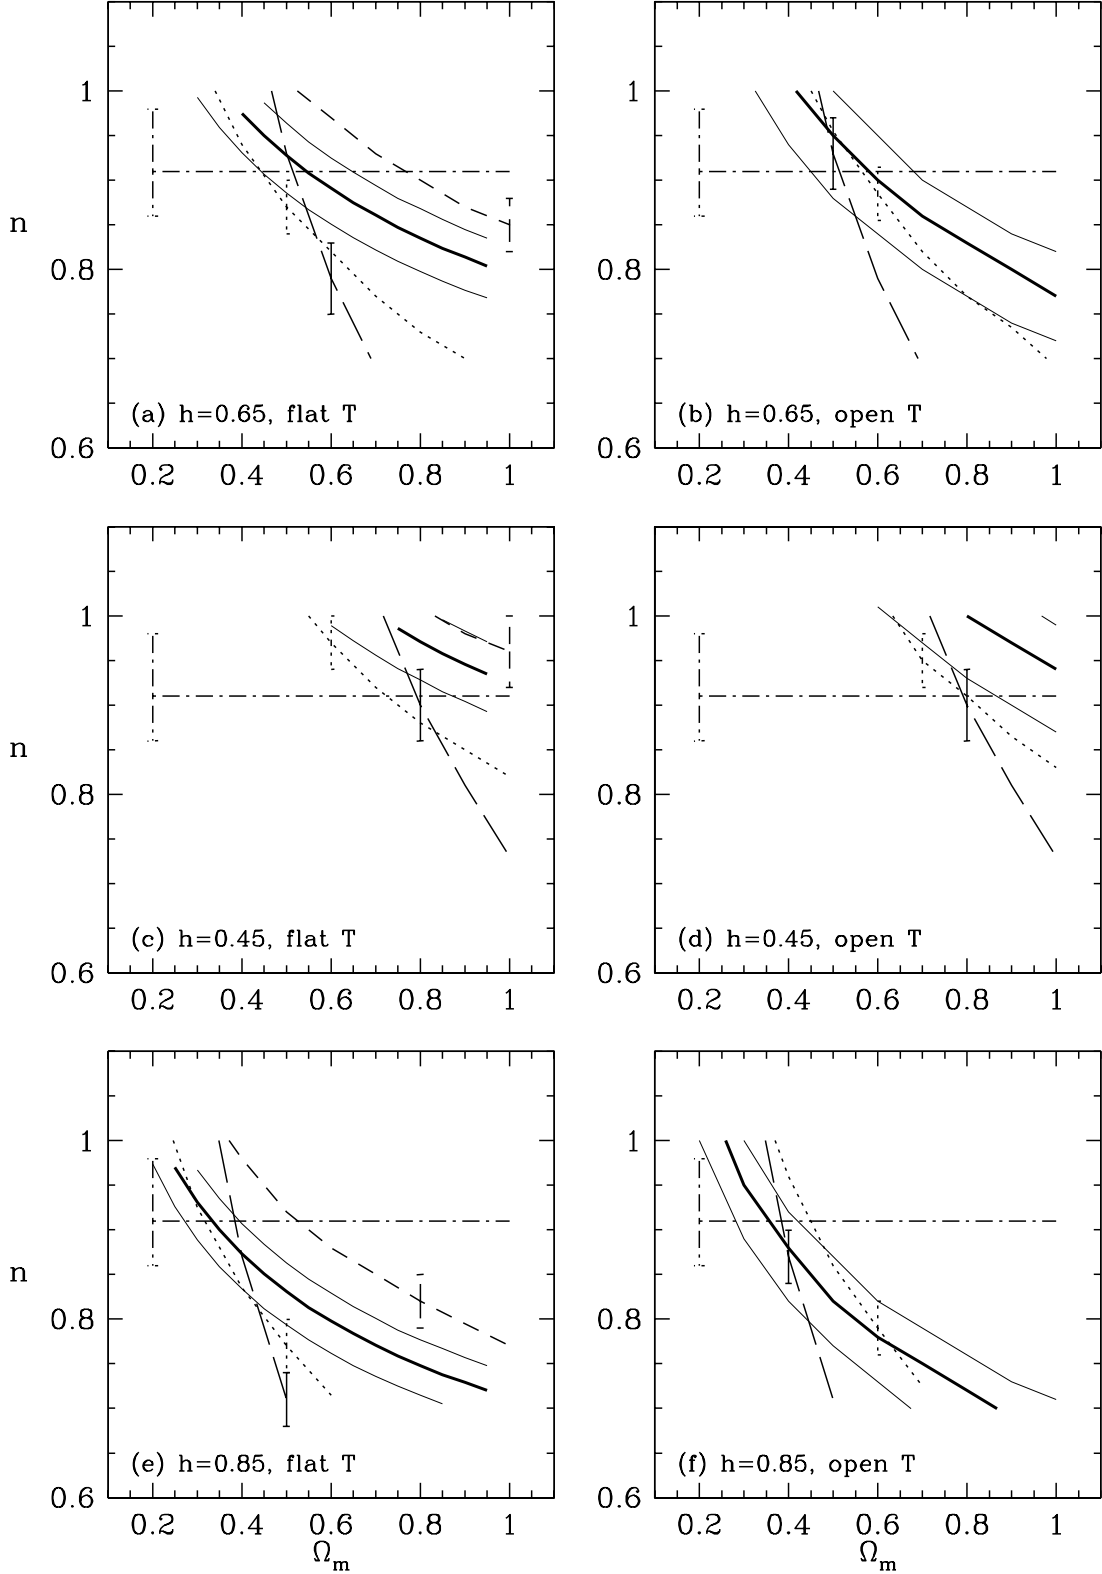 1
n
0.8
0.6
(a) h=0.65, flat T
0.2 0.4 0.6 0.8 1
1
0.8
0.6
(b) h=0.65, open T
0.2 0.4 0.6 0.8 1
1
n
0.8
0.6
(c) h=0.45, flat T
0.2 0.4 0.6 0.8 1
1
0.8
0.6
(d) h=0.45, open T
0.2 0.4 0.6 0.8 1
1
n
0.8
0.6
(e) h=0.85, flat T
0.2 0.4 0.6 0.8 1
Ωm
1
0.8
0.6
(f) h=0.85, open T
0.2 0.4 0.6 0.8 1
Ωm